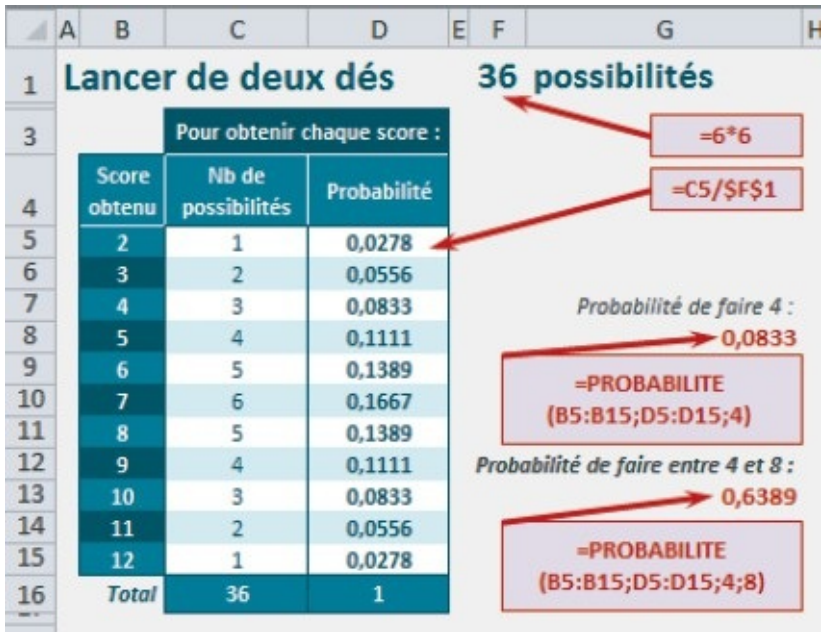 A B C D E F G H
1 Lancer de deux dés 36 possibilités
3 Pour obtenir chaque score : =6*6
4 Score obtenu Nb de possibilités Probabilité =C5/$F$1
5 2 1 0,0278
6 3 2 0,0556
7 4 3 0,0833 Probabilité de faire 4 :
8 5 4 0,1111 0,0833
9 6 5 0,1389
=PROBABILITE
10 7 6 0,1667
(B5:B15;D5:D15;4)
11 8 5 0,1389
12 9 4 0,1111 Probabilité de faire entre 4 et 8 :
13 10 3 0,0833 0,6389
14 11 2 0,0556
=PROBABILITE
15 12 1 0,0278
(B5:B15;D5:D15;4;8)
16 Total 36 1